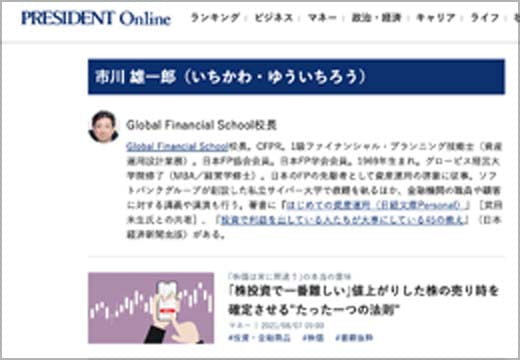 PRESIDENT Online ランキング ビジネス マネー 政治・経済 キャリア ライフ
市川 雄一郎（いちかわ・ゆういちろう）
Global Financial School校長
Global Financial School校長。CFPR。1級ファイナンシャル・プランニング技能士（資産
運用設計業務）。日本FP協会会員。日本FP学会会員。1969年生まれ。グロービス経営大
学院修了（MBA／経営学修士）。日本のFPの先駆者として資産運用の啓蒙に従事。ソフ
トバンクグループが創設した私立サイバー大学で教鞭を執るほか、金融機関の職員や顧客
に対する講義や講演も行う。著書に『はじめての資産運用（日経文庫Personal）』［武田
米生氏との共著］、『投資で利益を出している人たちが大事にしている45の教え』（日本
経済新聞出版）がある。
「株価は常に間違う」の本当の意味
「株投資で一番難しい」値上がりした株の売り時を
確定させる“たった一つの法則”
マネー 2021/08/07
#投資・金融商品 #株価 #書籍抜粋